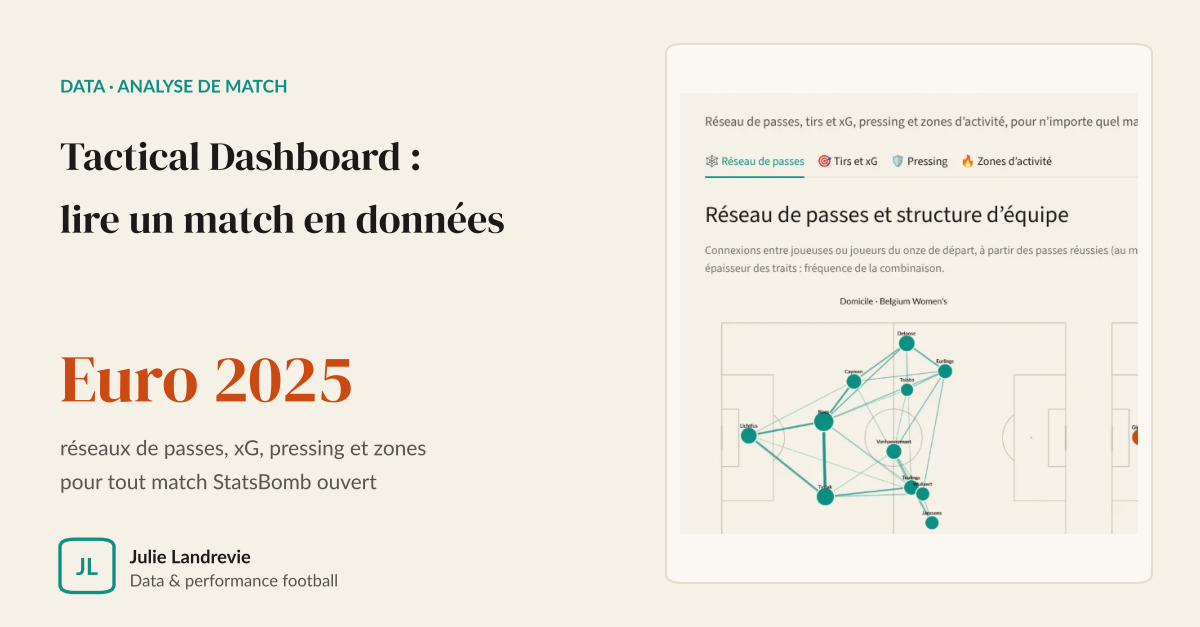 DATA · ANALYSE DE MATCH
Tactical Dashboard :
lire un match en données
Euro 2025
réseaux de passes, xG, pressing et zones
pour tout match StatsBomb ouvert
JL
Julie Landrevie
Data & performance football
Réseau de passes, tirs et xG, pressing et zones d'activité, pour n'importe quel ma
🕸️ Réseau de passes 🎯 Tirs et xG 🛡️ Pressing 🔥 Zones d'activité
Réseau de passes et structure d'équipe
Connexions entre joueuses ou joueurs du onze de départ, à partir des passes réussies (au m
épaisseur des traits : fréquence de la combinaison.
Domicile · Belgium Women's
Deloose
Eurlings
Cayman
Toloba
Vanhaevermaet
Tysiak
Teulings
Janssens